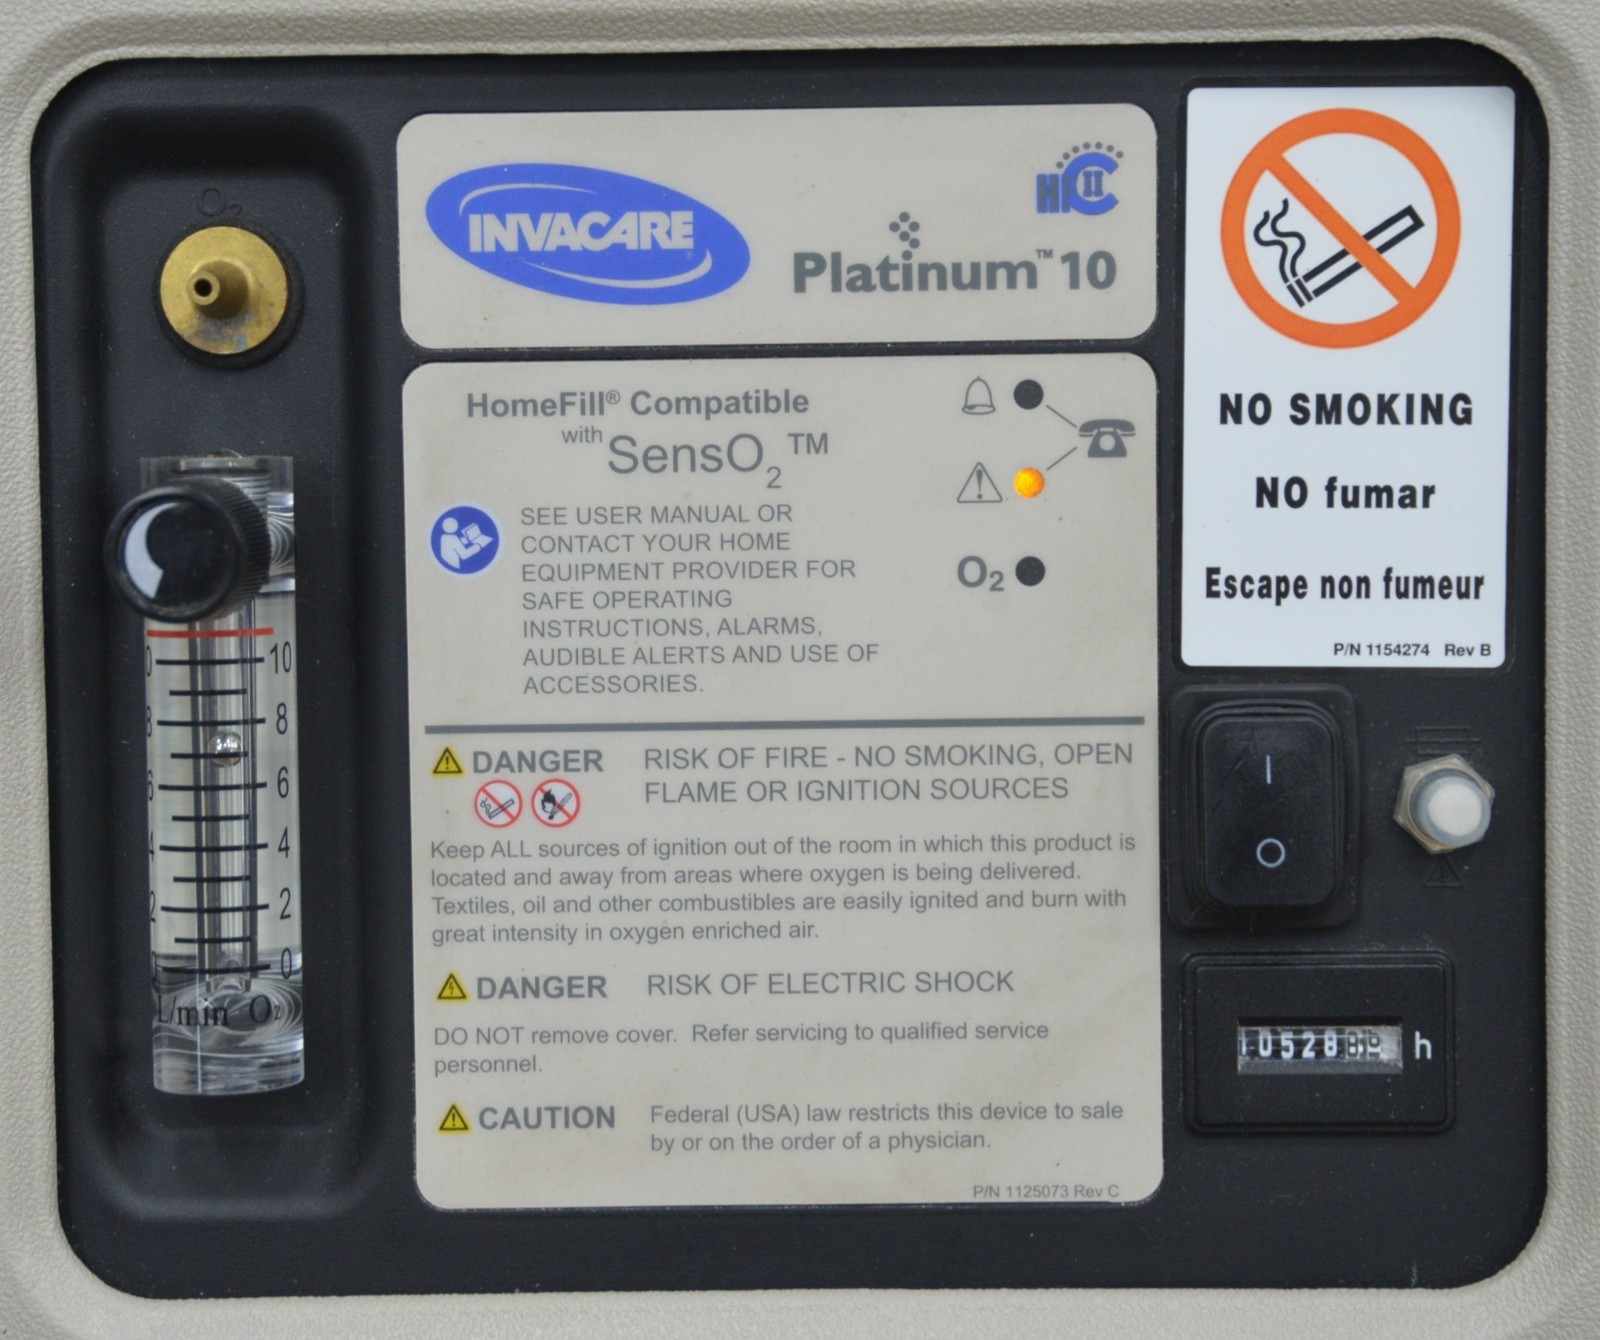 O₂
INVACARE
HFC II
Platinum™ 10
HomeFill® Compatible
with SensO₂™
SEE USER MANUAL OR
CONTACT YOUR HOME
EQUIPMENT PROVIDER FOR
SAFE OPERATING
INSTRUCTIONS, ALARMS,
AUDIBLE ALERTS AND USE OF
ACCESSORIES.
O₂
DANGER RISK OF FIRE - NO SMOKING, OPEN
FLAME OR IGNITION SOURCES
Keep ALL sources of ignition out of the room in which this product is
located and away from areas where oxygen is being delivered.
Textiles, oil and other combustibles are easily ignited and burn with
great intensity in oxygen enriched air.
DANGER RISK OF ELECTRIC SHOCK
DO NOT remove cover. Refer servicing to qualified service
personnel.
CAUTION Federal (USA) law restricts this device to sale
by or on the order of a physician.
P/N 1125073 Rev C
10
8
6
4
2
0
L/min O₂
NO SMOKING
NO fumar
Escape non fumeur
P/N 1154274 Rev B
I
O
0528 h